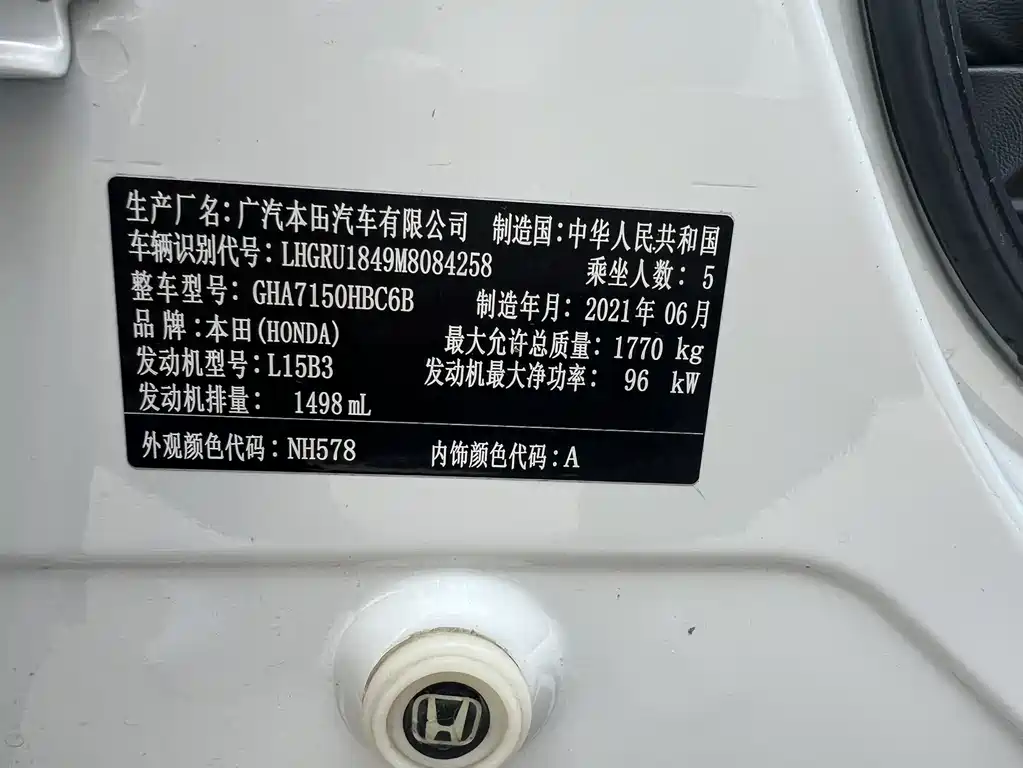 生产厂名：广汽本田汽车有限公司 制造国：中华人民共和国
车辆识别代号：LHGRU1849M8084258 乘坐人数：5
整车型号：GHA7150HBC6B 制造年月：2021年06月
品牌：本田(HONDA) 最大允许总质量：1770 kg
发动机型号：L15B3 发动机最大净功率：96 kW
发动机排量：1498 mL
外观颜色代码：NH578 内饰颜色代码：A